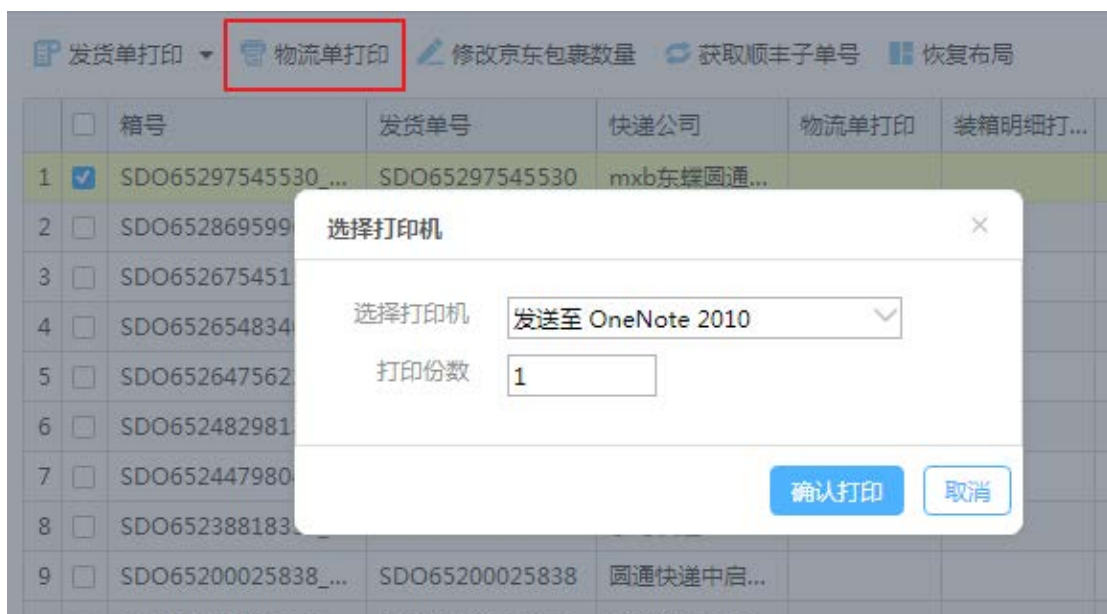 发货单打印 物流单打印 修改京东包裹数量 获取顺丰子单号 恢复布局
箱号 发货单号 快递公司 物流单打印 装箱明细打...
1 SDO65297545530_... SDO65297545530 mxb东蝶圆通...
2 SDO652869599
选择打印机
3 SDO652675451
选择打印机 发送至 OneNote 2010
4 SDO652654834
打印份数 1
5 SDO652647562
6 SDO652482981
7 SDO652447980
确认打印 取消
8 SDO652388183
9 SDO65200025838_... SDO65200025838 圆通快递中启...